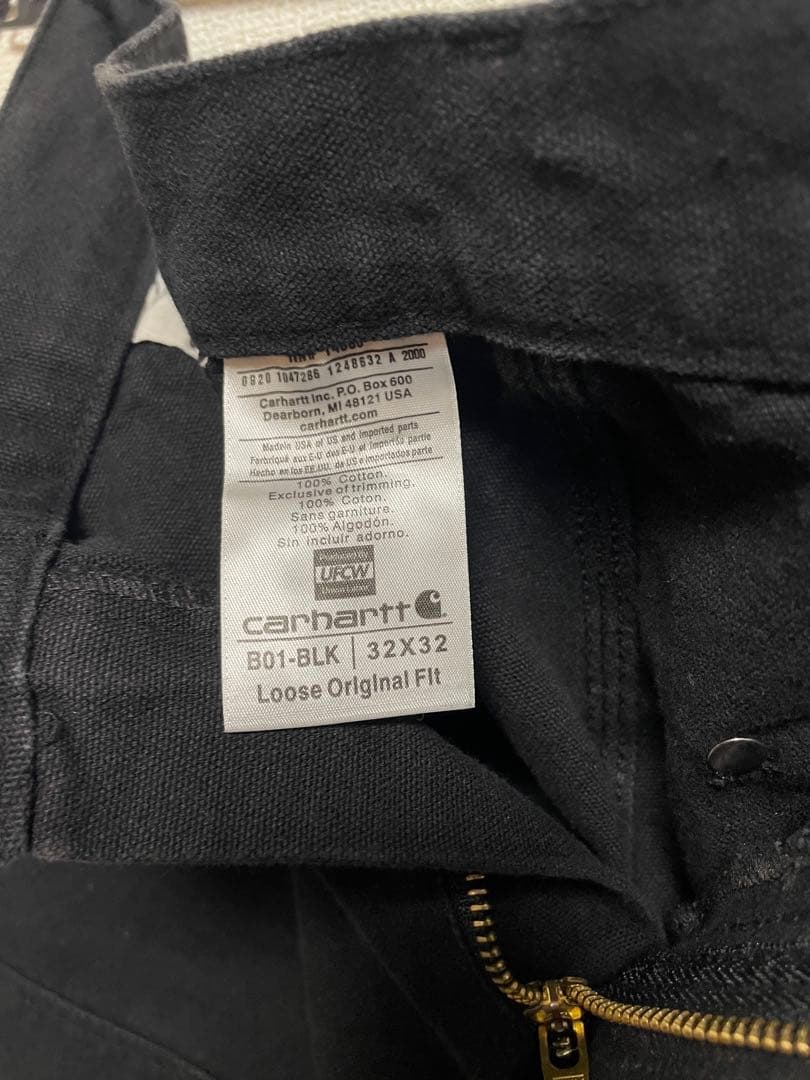 RN# 14806
0820 1047286 1248632 A 2000
Carhartt Inc. P.O. Box 600
Dearborn, MI 48121 USA
carhartt.com
Made in USA of US and imported parts
Fabriqué aux E-U des E-U et importés partie
Hecho en los EE.UU. de US e importados parte
100% Cotton.
Exclusive of trimming.
100% Coton.
Sans garniture.
100% Algodón.
Sin incluir adorno.
UFCW
carhartt
B01-BLK | 32X32
Loose Original Fit